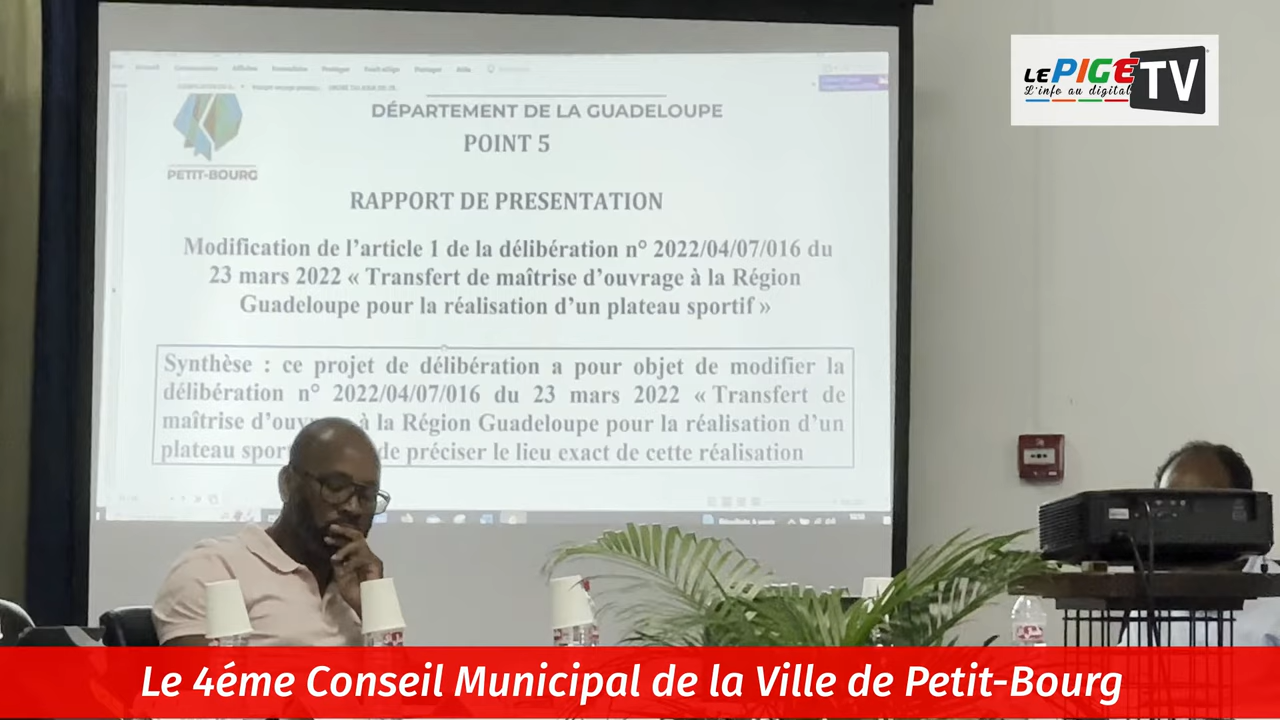 LE PIGE TV
L'info au digital
DÉPARTEMENT DE LA GUADELOUPE
POINT 5
PETIT-BOURG
RAPPORT DE PRESENTATION
Modification de l'article 1 de la délibération n° 2022/04/07/016 du
23 mars 2022 « Transfert de maîtrise d'ouvrage à la Région
Guadeloupe pour la réalisation d'un plateau sportif »
Synthèse : ce projet de délibération a pour objet de modifier la
délibération n° 2022/04/07/016 du 23 mars 2022 « Transfert de
maîtrise d'ouv à la Région Guadeloupe pour la réalisation d'un
plateau spor de préciser le lieu exact de cette réalisation
Le 4éme Conseil Municipal de la Ville de Petit-Bourg